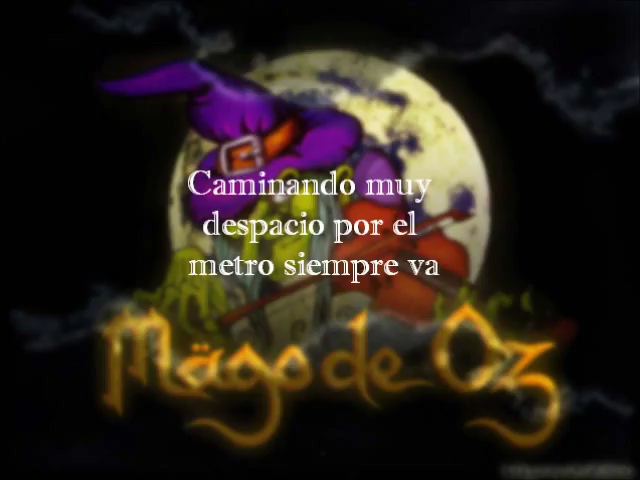 Caminando muy
despacio por el
metro siempre va
Mägo de Oz